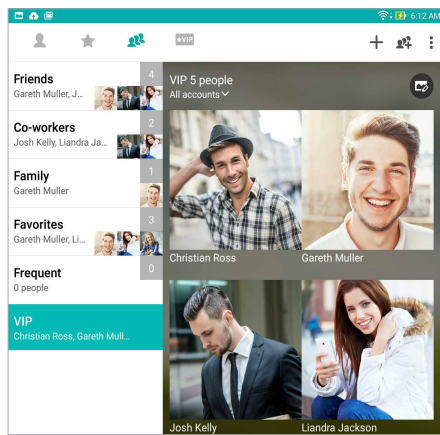 6:12 AM
VIP
Friends
4
Gareth Muller, J...
Co-workers
2
Josh Kelly, Liandra Ja...
Family
1
Gareth Muller
Favorites
3
Gareth Muller, Li...
Frequent
0
0 people
VIP
Christian Ross, Gareth Mull...
VIP 5 people
All accounts
Christian Ross
Gareth Muller
Josh Kelly
Liandra Jackson